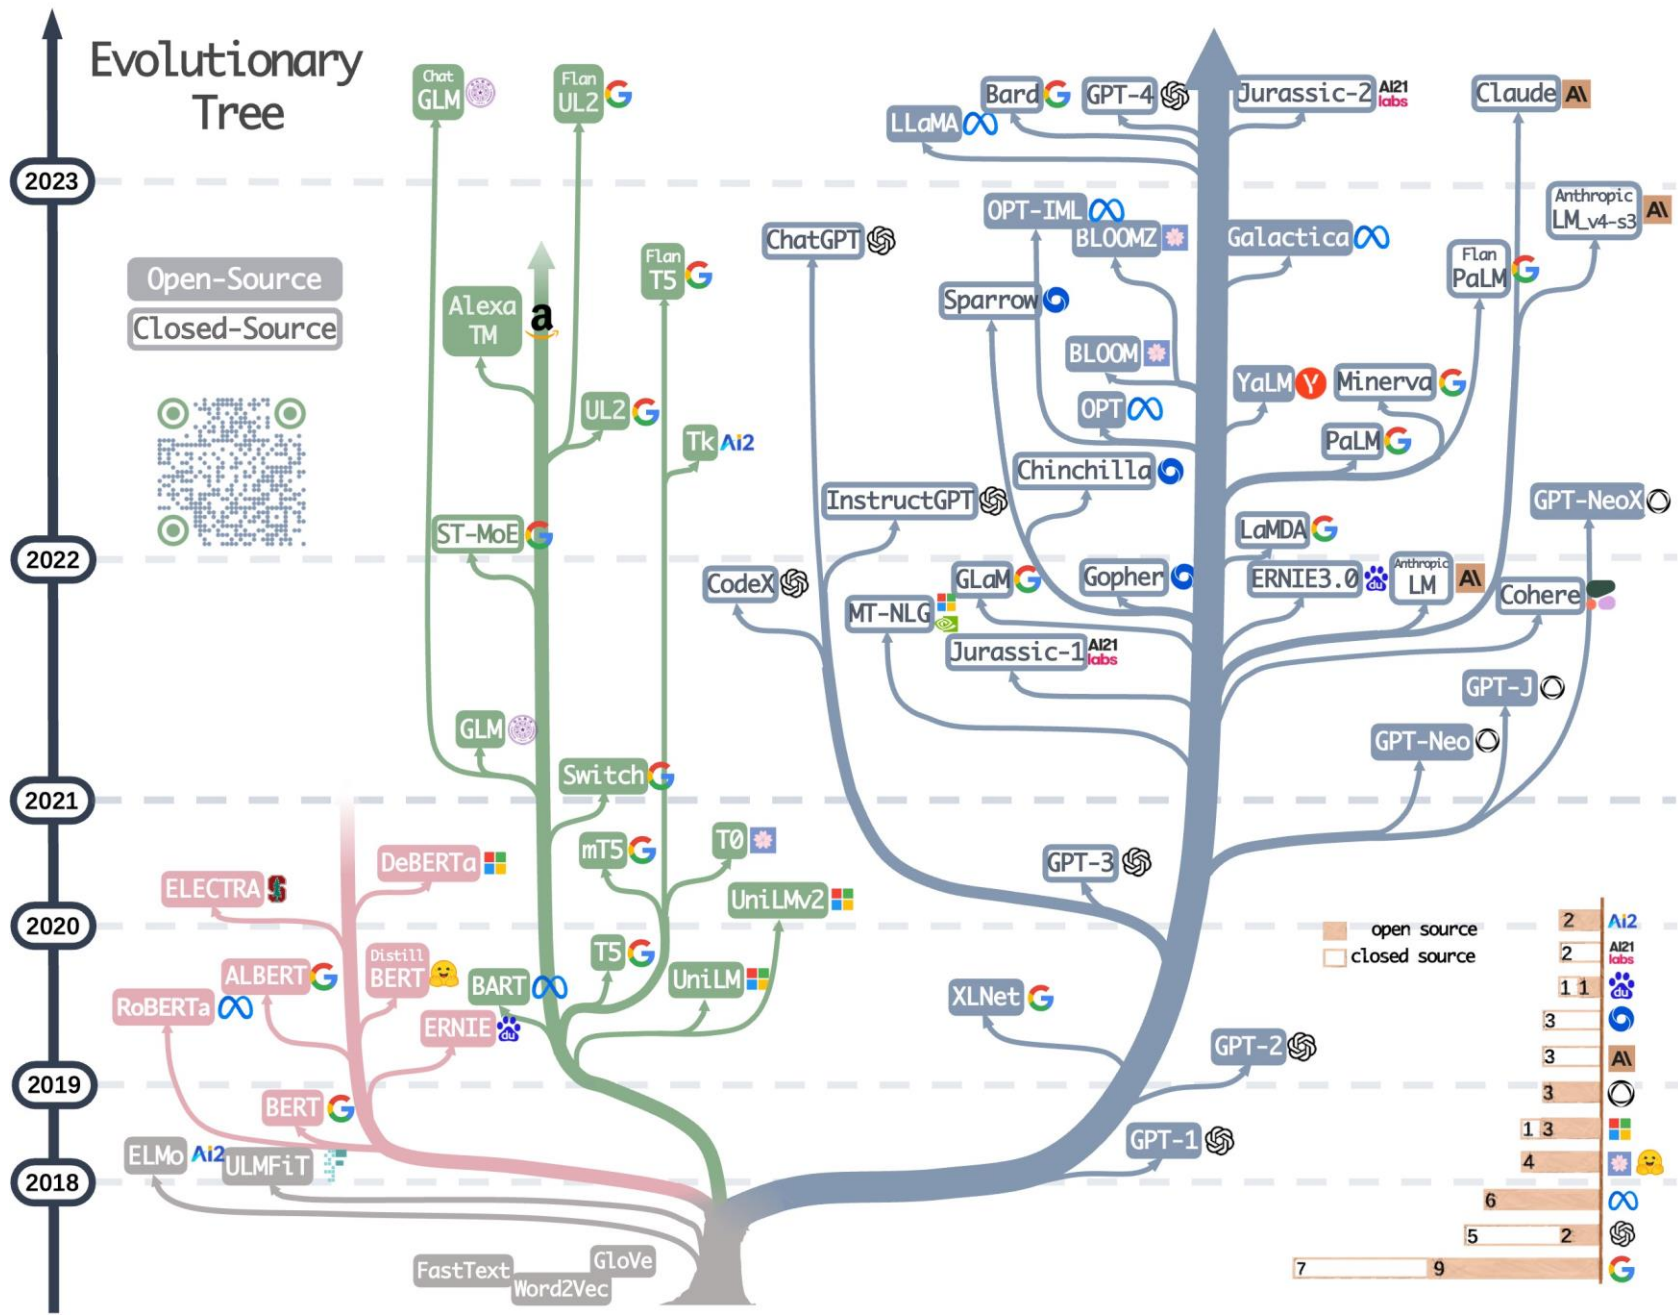 Evolutionary
Tree
2023
2022
2021
2020
2019
2018
Open-Source
Closed-Source
Chat
GLM
Flan
UL2
Bard
GPT-4
Jurassic-2
AI21
labs
Claude
A\
LLaMA
Anthropic
LM_v4-s3
A\
OPT-IML
BLOOMZ
Galactica
ChatGPT
Flan
T5
Flan
PaLM
Sparrow
Alexa
TM
a
BLOOM
YaLM
Y
Minerva
UL2
OPT
Tk
Ai2
PaLM
Chinchilla
InstructGPT
GPT-NeoX
ST-MoE
LaMDA
CodeX
GLaM
Gopher
ERNIE3.0
du
Anthropic
LM
A\
Cohere
MT-NLG
Jurassic-1
AI21
labs
GPT-J
GLM
GPT-Neo
Switch
mT5
T0
DeBERTa
GPT-3
ELECTRA
S
UniLMv2
T5
Distill
BERT
ALBERT
BART
UniLM
RoBERTa
XLNet
ERNIE
du
GPT-2
BERT
GPT-1
ELMo
Ai2
ULMFiT
GloVe
FastText
Word2Vec
open source
closed source
2
Ai2
2
AI21
labs
1 1
du
3
3
A\
3
1 3
4
6
5 2
7 9